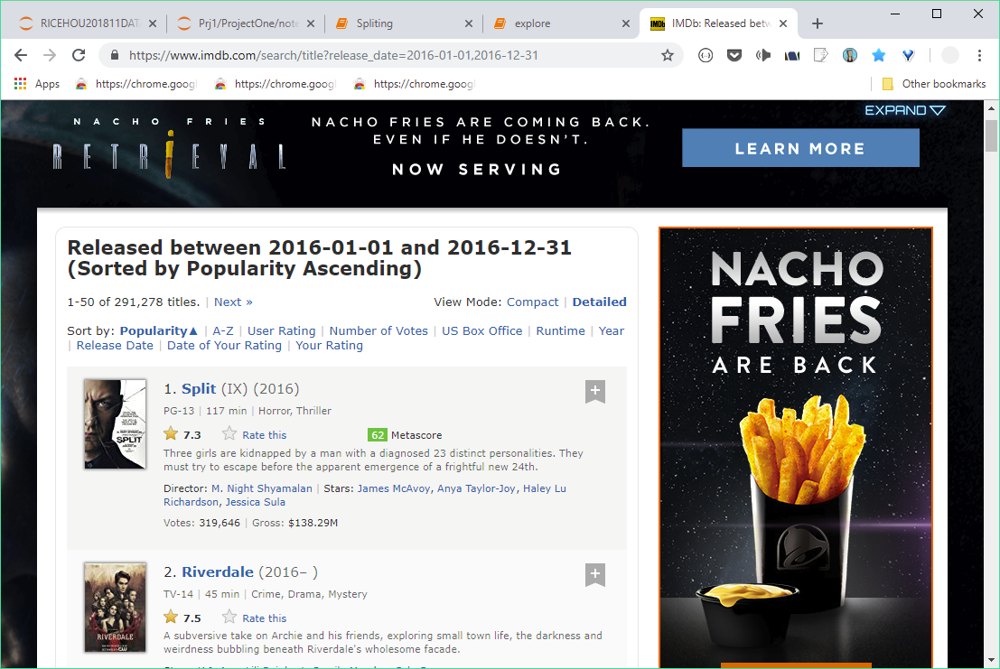 RICEHOU201811DAT
Prj1/ProjectOne/note
Spliting
explore
IMDb: Released betw
https://www.imdb.com/search/title?release_date=2016-01-01,2016-12-31
Apps
https://chrome.googl
https://chrome.googl
https://chrome.googl
Other bookmarks
EXPAND
NACHO FRIES
RETRIEVAL
NACHO FRIES ARE COMING BACK.
EVEN IF HE DOESN'T.
NOW SERVING
LEARN MORE
Released between 2016-01-01 and 2016-12-31
(Sorted by Popularity Ascending)
1-50 of 291,278 titles. | Next »
View Mode: Compact | Detailed
Sort by: Popularity▲ | A-Z | User Rating | Number of Votes | US Box Office | Runtime | Year
| Release Date | Date of Your Rating | Your Rating
1. Split (IX) (2016)
PG-13 | 117 min | Horror, Thriller
7.3 Rate this 62 Metascore
Three girls are kidnapped by a man with a diagnosed 23 distinct personalities. They
must try to escape before the apparent emergence of a frightful new 24th.
Director: M. Night Shyamalan | Stars: James McAvoy, Anya Taylor-Joy, Haley Lu
Richardson, Jessica Sula
Votes: 319,646 | Gross: $138.29M
SPLIT
2. Riverdale (2016– )
TV-14 | 45 min | Crime, Drama, Mystery
7.5 Rate this
A subversive take on Archie and his friends, exploring small town life, the darkness and
weirdness bubbling beneath Riverdale's wholesome facade.
RIVERDALE
NACHO
FRIES
ARE BACK